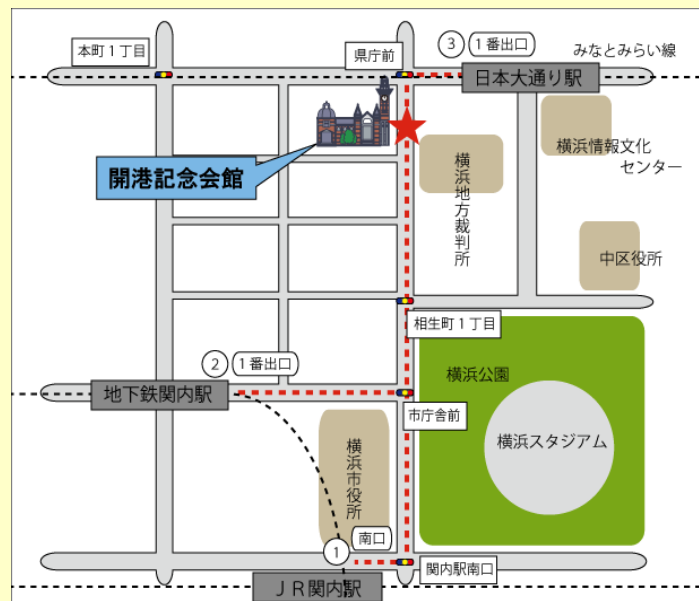 本町１丁目
県庁前
③
１番出口
みなとみらい線
日本大通り駅
開港記念会館
横浜地方裁判所
横浜情報文化
センター
中区役所
相生町１丁目
②
１番出口
地下鉄関内駅
市庁舎前
横浜公園
横浜スタジアム
横浜市役所
①
南口
関内駅南口
ＪＲ関内駅